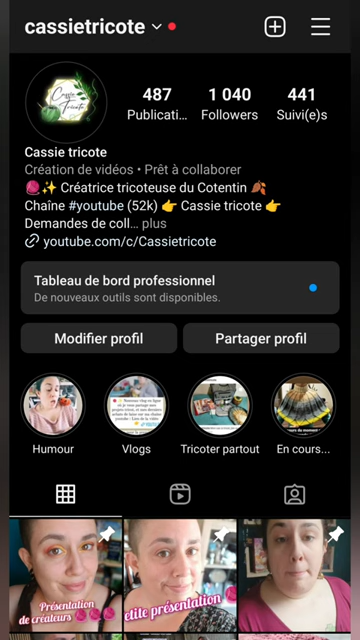 cassietricote
Cassie
Tricote
487
1 040
441
Publicati...
Followers
Suivi(e)s
Cassie tricote
Création de vidéos • Prêt à collaborer
🧶✨ Créatrice tricoteuse du Cotentin 🍂
Chaîne #youtube (52k) 👉 Cassie tricote 👉
Demandes de coll... plus
youtube.com/c/Cassietricote
Tableau de bord professionnel
De nouveaux outils sont disponibles.
Modifier profil
Partager profil
Humour
Vlogs
Tricoter partout
En cours...
Présentation
de créateurs
etite présentation